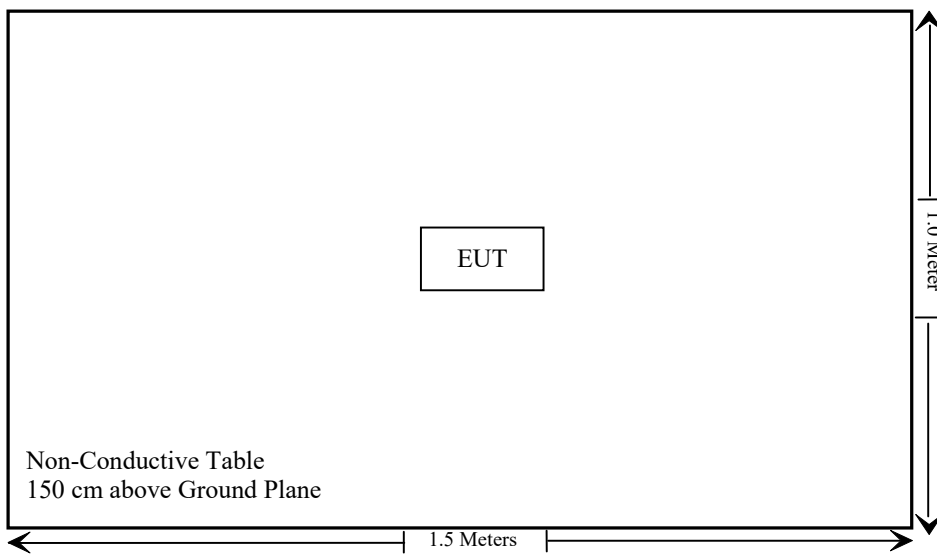 EUT
1.0 Meter
Non-Conductive Table
150 cm above Ground Plane
1.5 Meters